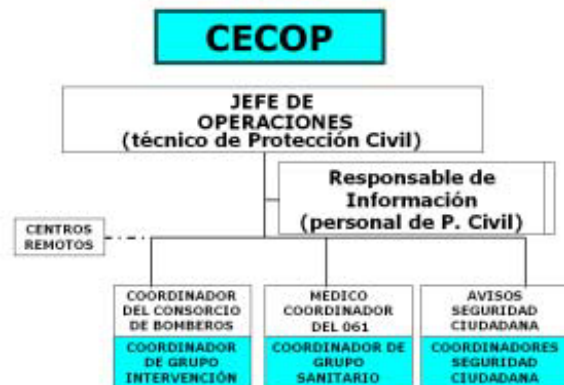 CECOP
JEFE DE
OPERACIONES
(técnico de Protección Civil)
Responsable de
Información
(personal de P. Civil)
CENTROS
REMOTOS
COORDINADOR
DEL CONSORCIO
DE BOMBEROS
COORDINADOR
DE GRUPO
INTERVENCIÓN
MÉDICO
COORDINADOR
DEL 061
COORDINADOR DE
GRUPO
SANITARIO
AVISOS
SEGURIDAD
CIUDADANA
COORDINADORES
SEGURIDAD
CIUDADANA